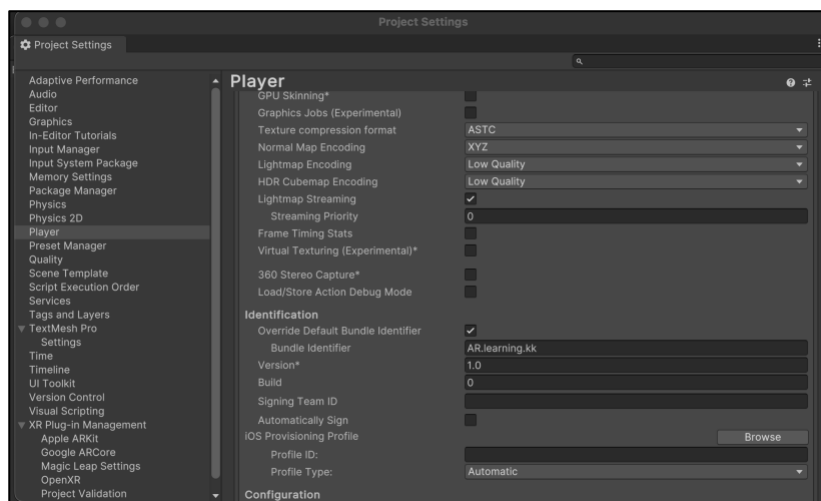 Project Settings
Project Settings
Adaptive Performance
Audio
Editor
Graphics
In-Editor Tutorials
Input Manager
Input System Package
Memory Settings
Package Manager
Physics
Physics 2D
Player
Preset Manager
Quality
Scene Template
Script Execution Order
Services
Tags and Layers
TextMesh Pro
Settings
Time
Timeline
UI Toolkit
Version Control
Visual Scripting
XR Plug-in Management
Apple ARKit
Google ARCore
Magic Leap Settings
OpenXR
Project Validation
Player
GPU Skinning*
Graphics Jobs (Experimental)
Texture compression format ASTC
Normal Map Encoding XYZ
Lightmap Encoding Low Quality
HDR Cubemap Encoding Low Quality
Lightmap Streaming
Streaming Priority 0
Frame Timing Stats
Virtual Texturing (Experimental)*
360 Stereo Capture*
Load/Store Action Debug Mode
Identification
Override Default Bundle Identifier
Bundle Identifier AR.learning.kk
Version* 1.0
Build 0
Signing Team ID
Automatically Sign
iOS Provisioning Profile Browse
Profile ID:
Profile Type: Automatic
Configuration